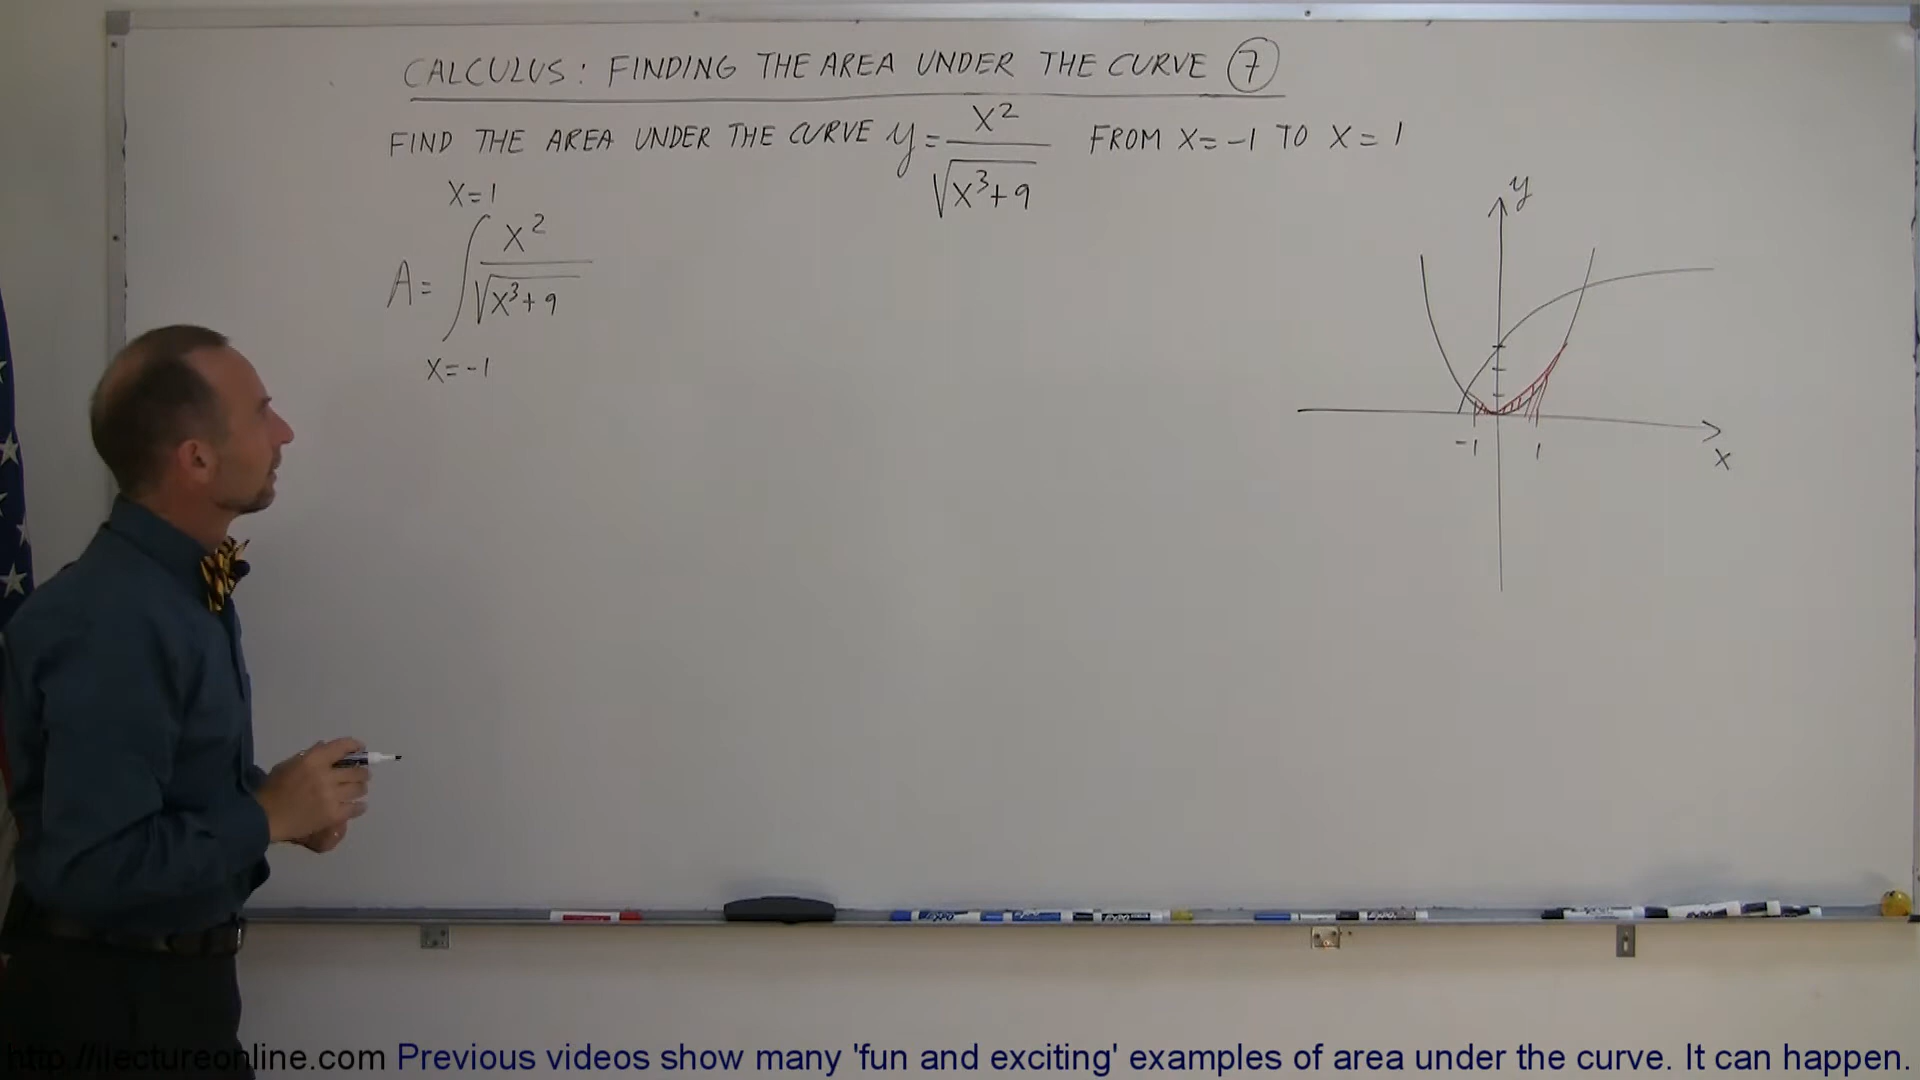 CALCULUS: FINDING THE AREA UNDER THE CURVE 7
FIND THE AREA UNDER THE CURVE y = x²/√(x³+9) FROM X = -1 TO X = 1
X=1
A = ∫ x²/√(x³+9)
X=-1
y
-1 1
x
http://ilectureonline.com Previous videos show many 'fun and exciting' examples of area under the curve. It can happen.